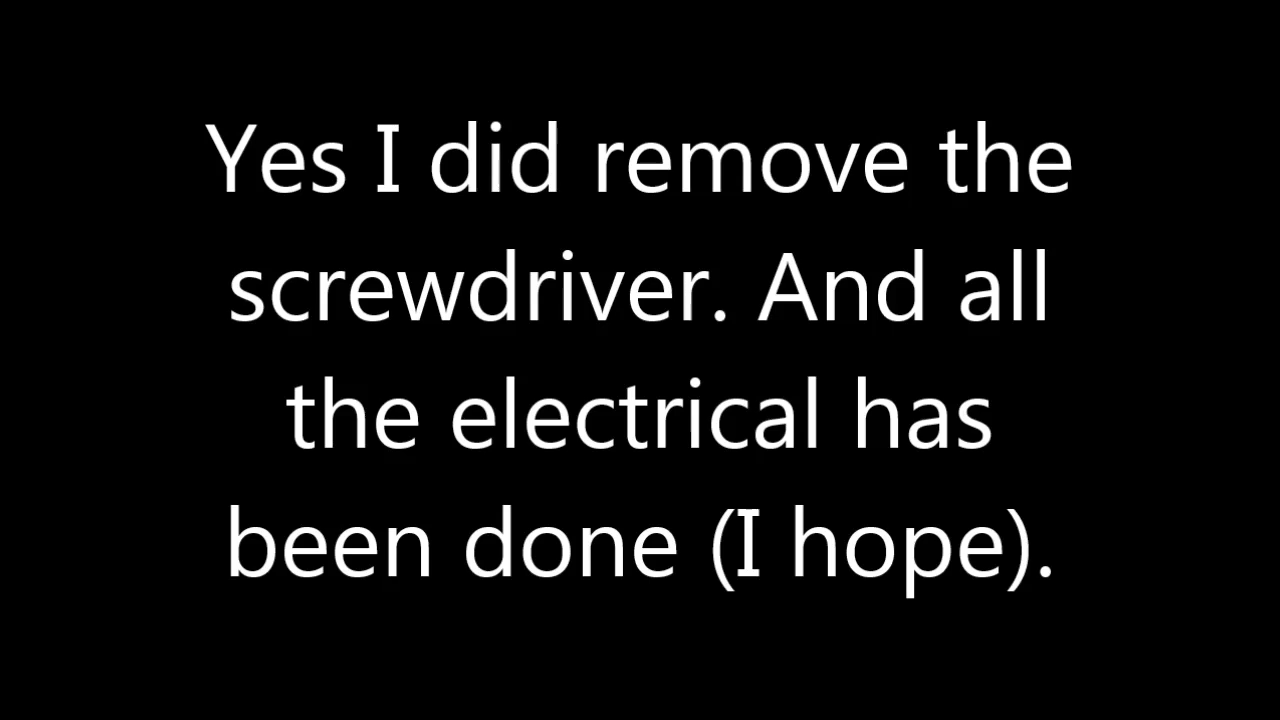 Yes I did remove the
screwdriver. And all
the electrical has
been done (I hope).